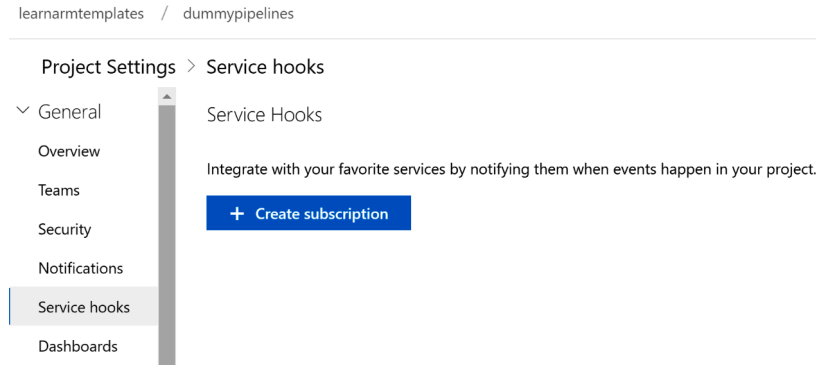 learnarmtemplates / dummypipelines
Project Settings > Service hooks
General
Overview
Teams
Security
Notifications
Service hooks
Dashboards
Service Hooks
Integrate with your favorite services by notifying them when events happen in your project.
+ Create subscription